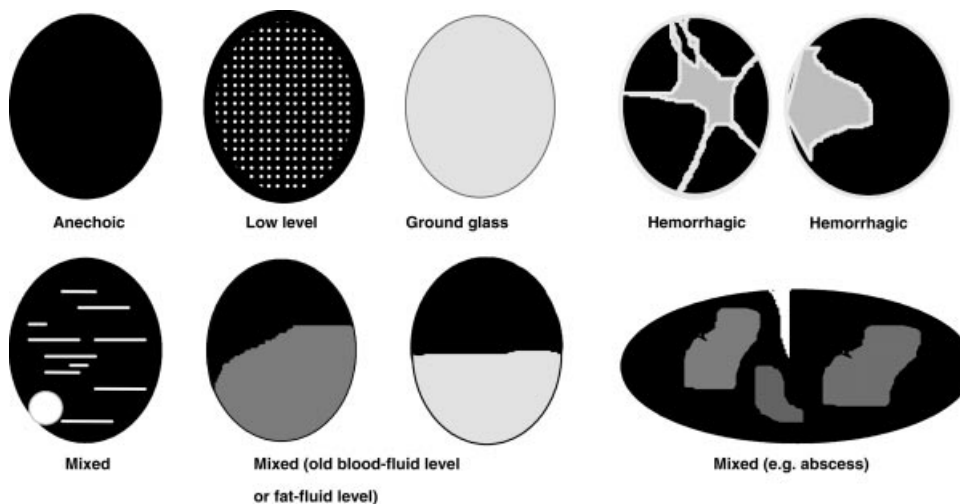 Anechoic
Low level
Ground glass
Hemorrhagic
Hemorrhagic
Mixed
Mixed (old blood-fluid level
or fat-fluid level)
Mixed (e.g. abscess)